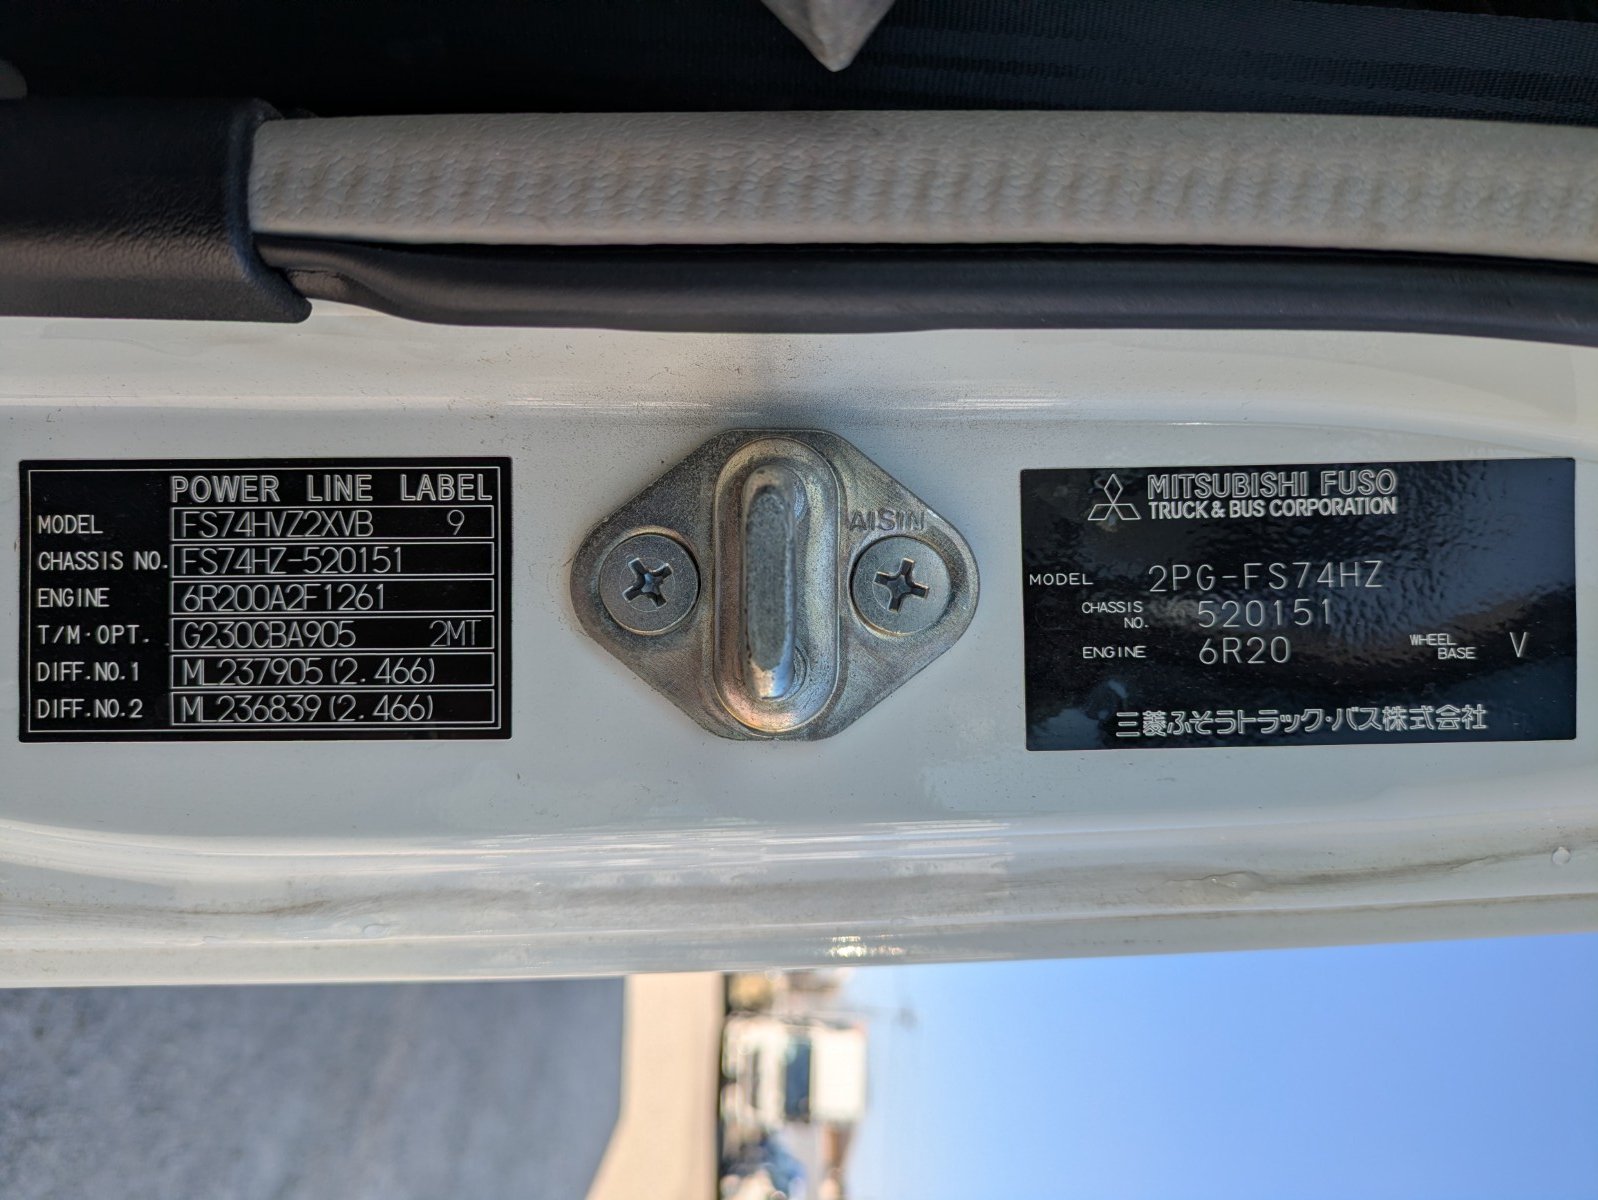 POWER LINE LABEL
MODEL FS74HVZ2XVB 9
CHASSIS NO. FS74HZ-520151
ENGINE 6R200A2F1261
T/M·OPT. G230CBA905 2MT
DIFF.NO.1 ML237905(2.466)
DIFF.NO.2 ML236839(2.466)
AISIN
MITSUBISHI FUSO
TRUCK & BUS CORPORATION
MODEL 2PG-FS74HZ
CHASSIS NO. 520151
ENGINE 6R20 WHEEL BASE V
三菱ふそうトラック・バス株式会社